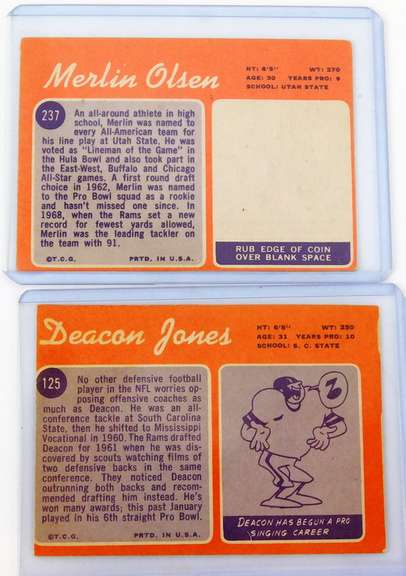 Merlin Olsen
HT: 6'5" WT: 270
AGE: 30 YEARS PRO: 9
SCHOOL: UTAH STATE
237
An all-around athlete in high
school, Merlin was named to
every All-American team for
his line play at Utah State. He was
voted as "Lineman of the Game" in
the Hula Bowl and also took part in
the East-West, Buffalo and Chicago
All-Star games. A first round draft
choice in 1962, Merlin was named
to the Pro Bowl squad as a rookie
and hasn't missed one since. In
1968, when the Rams set a new
record for fewest yards allowed,
Merlin was the leading tackler on
the team with 91.
©T.C.G. PRTD. IN U.S.A.
RUB EDGE OF COIN
OVER BLANK SPACE
Deacon Jones
HT: 6'5" WT: 250
AGE: 31 YEARS PRO: 10
SCHOOL: S. C. STATE
125
No other defensive football
player in the NFL worries op-
posing offensive coaches as
much as Deacon. He was an all-
conference tackle at South Carolina
State, then he shifted to Mississippi
Vocational in 1960. The Rams drafted
Deacon for 1961 when he was dis-
covered by scouts watching films of
two defensive backs in the same
conference. They noticed Deacon
outrunning both backs and recom-
mended drafting him instead. He's
won many awards; this past January
played in his 6th straight Pro Bowl.
©T.C.G. PRTD. IN U.S.A.
DEACON HAS BEGUN A PRO
SINGING CAREER